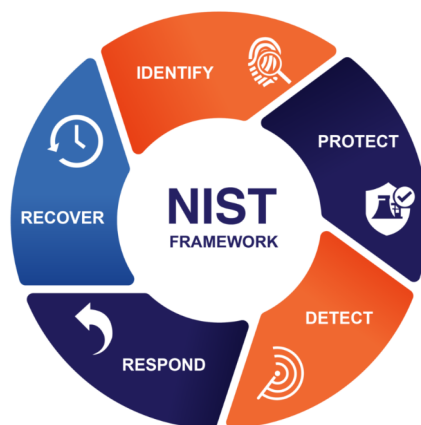 IDENTIFY
PROTECT
NIST
FRAMEWORK
RECOVER
DETECT
RESPOND